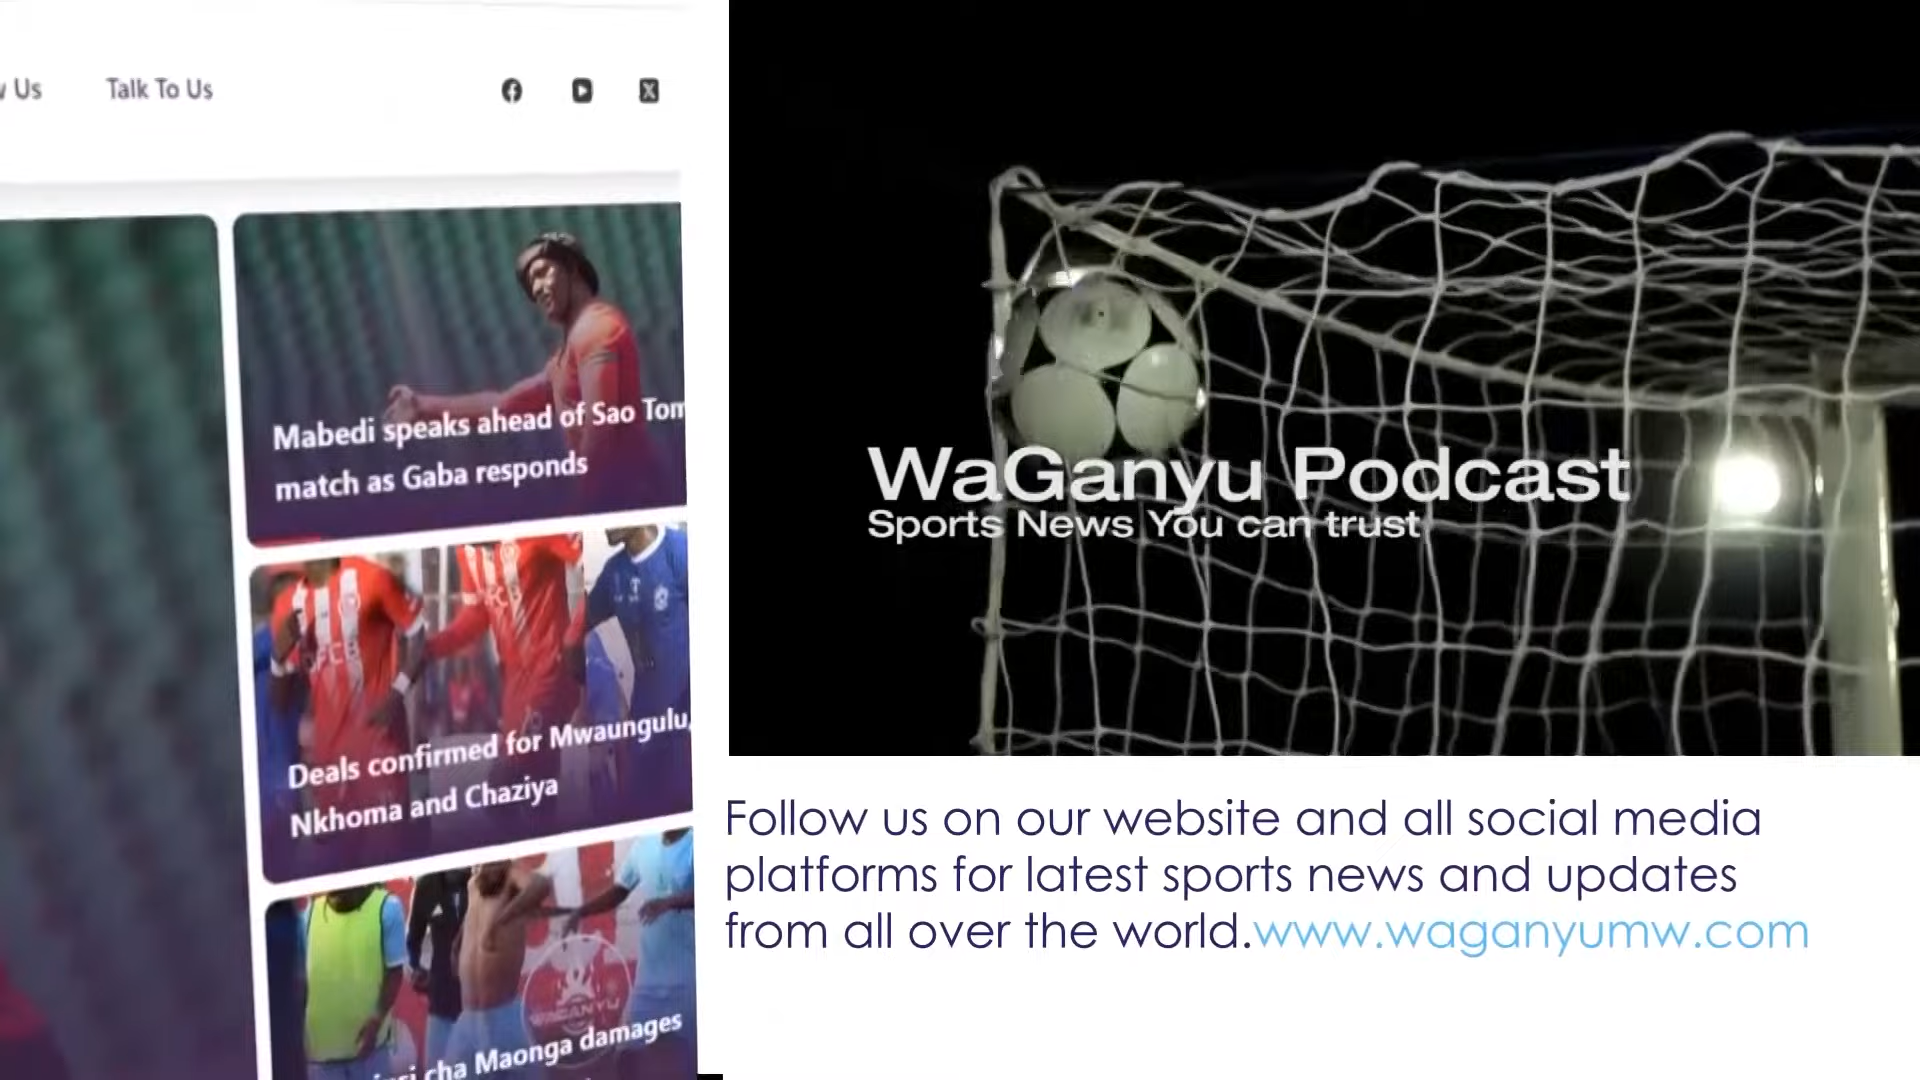 Talk To Us
Mabedi speaks ahead of Sao Tom
match as Gaba responds
Deals confirmed for Mwaungulu,
Nkhoma and Chaziya
cha Maonga damages
WAGANYU
WaGanyu Podcast
Sports News You can trust
Follow us on our website and all social media
platforms for latest sports news and updates
from all over the world.www.waganyumw.com